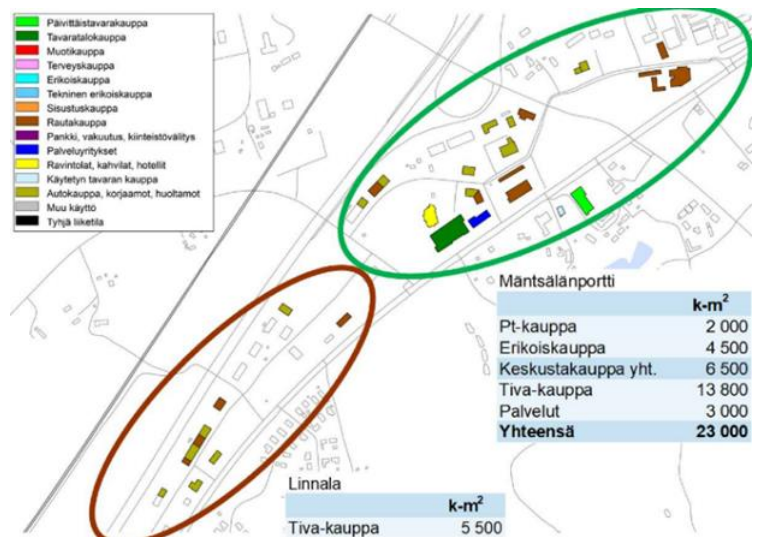 Päivittäistavarakauppa
Tavaratalokauppa
Muotikauppa
Terveyskauppa
Erikoiskauppa
Tekninen erikoiskauppa
Sisustuskauppa
Rautakauppa
Pankki, vakuutus, kiinteistövälitys
Palveluyritykset
Ravintolat, kahvilat, hotellit
Käytetyn tavaran kauppa
Autokauppa, korjaamot, huoltamot
Muu käyttö
Tyhjä liiketila
Mäntsälänportti
k-m²
Pt-kauppa 2 000
Erikoiskauppa 4 500
Keskustakauppa yht. 6 500
Tiva-kauppa 13 800
Palvelut 3 000
Yhteensä 23 000
Linnala
k-m²
Tiva-kauppa 5 500